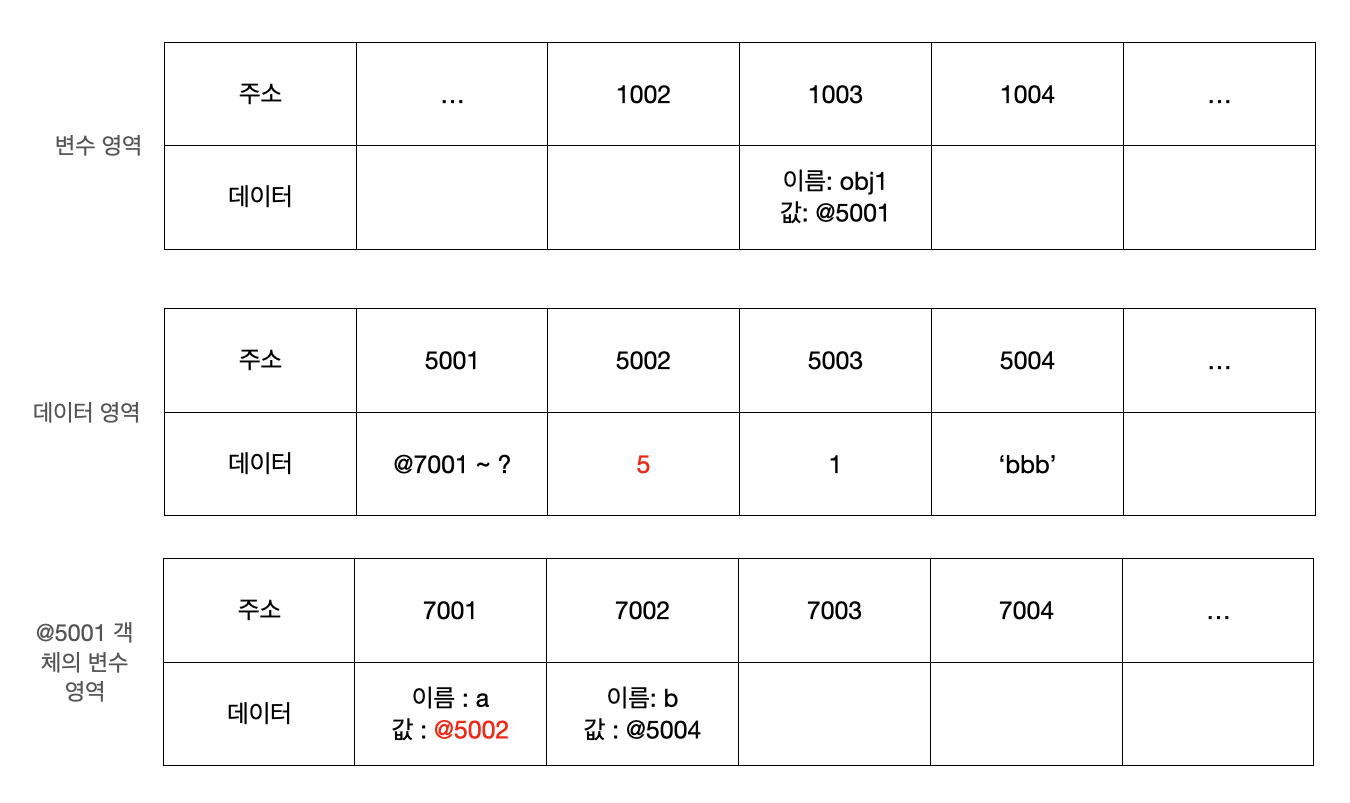 주소 … 1002 1003 1004 …
변수 영역
데이터 이름: obj1
값: @5001
주소 5001 5002 5003 5004 …
데이터 영역
데이터 @7001 ~ ? 5 1 ‘bbb’
주소 7001 7002 7003 7004 …
@5001 객
체의 변수
영역
데이터 이름 : a 이름: b
값 : @5002 값 : @5004